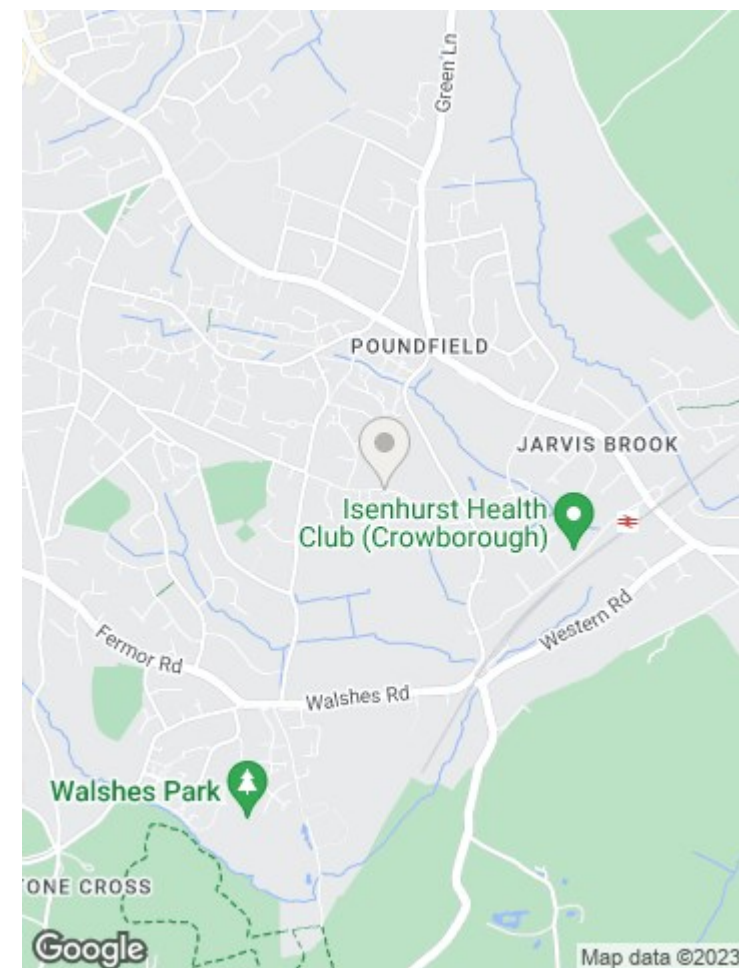 Green Ln
POUNDFIELD
JARVIS BROOK
Isenhurst Health
Club (Crowborough)
Western Rd
Fermor Rd
Walshes Rd
Walshes Park
TONE CROSS
Google
Map data ©2023